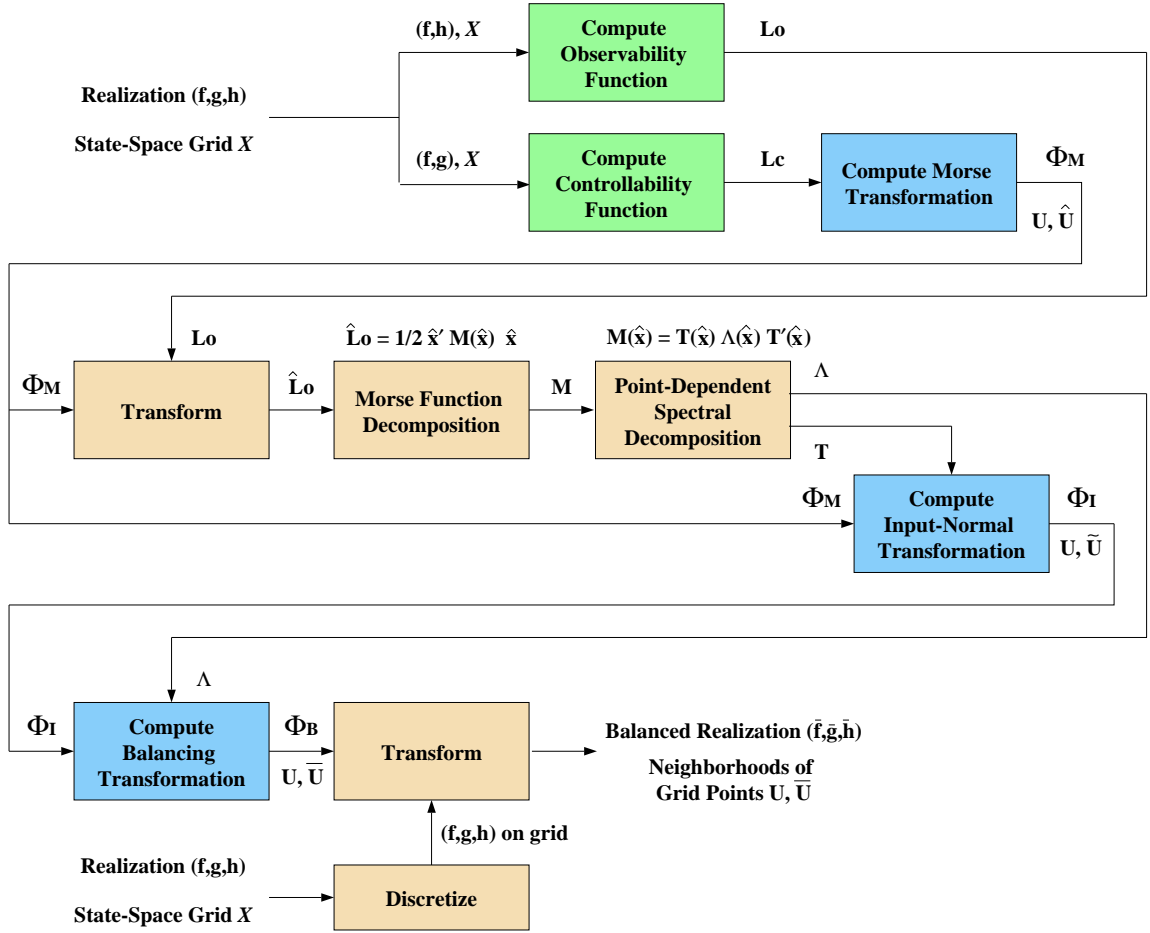 (f,h), X
Compute
Observability
Function
Lo
Realization (f,g,h)
State-Space Grid X
(f,g), X
Compute
Controllability
Function
Lc
Compute Morse
Transformation
ΦM
U, Û
Lo
L̂o = 1/2 x̂′ M(x̂) x̂
M(x̂) = T(x̂) Λ(x̂) T′(x̂)
ΦM
Transform
L̂o
Morse Function
Decomposition
M
Point-Dependent
Spectral
Decomposition
Λ
T
ΦM
Compute
Input-Normal
Transformation
ΦI
U, Ũ
Λ
ΦI
Compute
Balancing
Transformation
ΦB
U, U̅
Transform
Balanced Realization (f̄,ḡ,h̄)
Neighborhoods of
Grid Points U, U̅
(f,g,h) on grid
Realization (f,g,h)
State-Space Grid X
Discretize